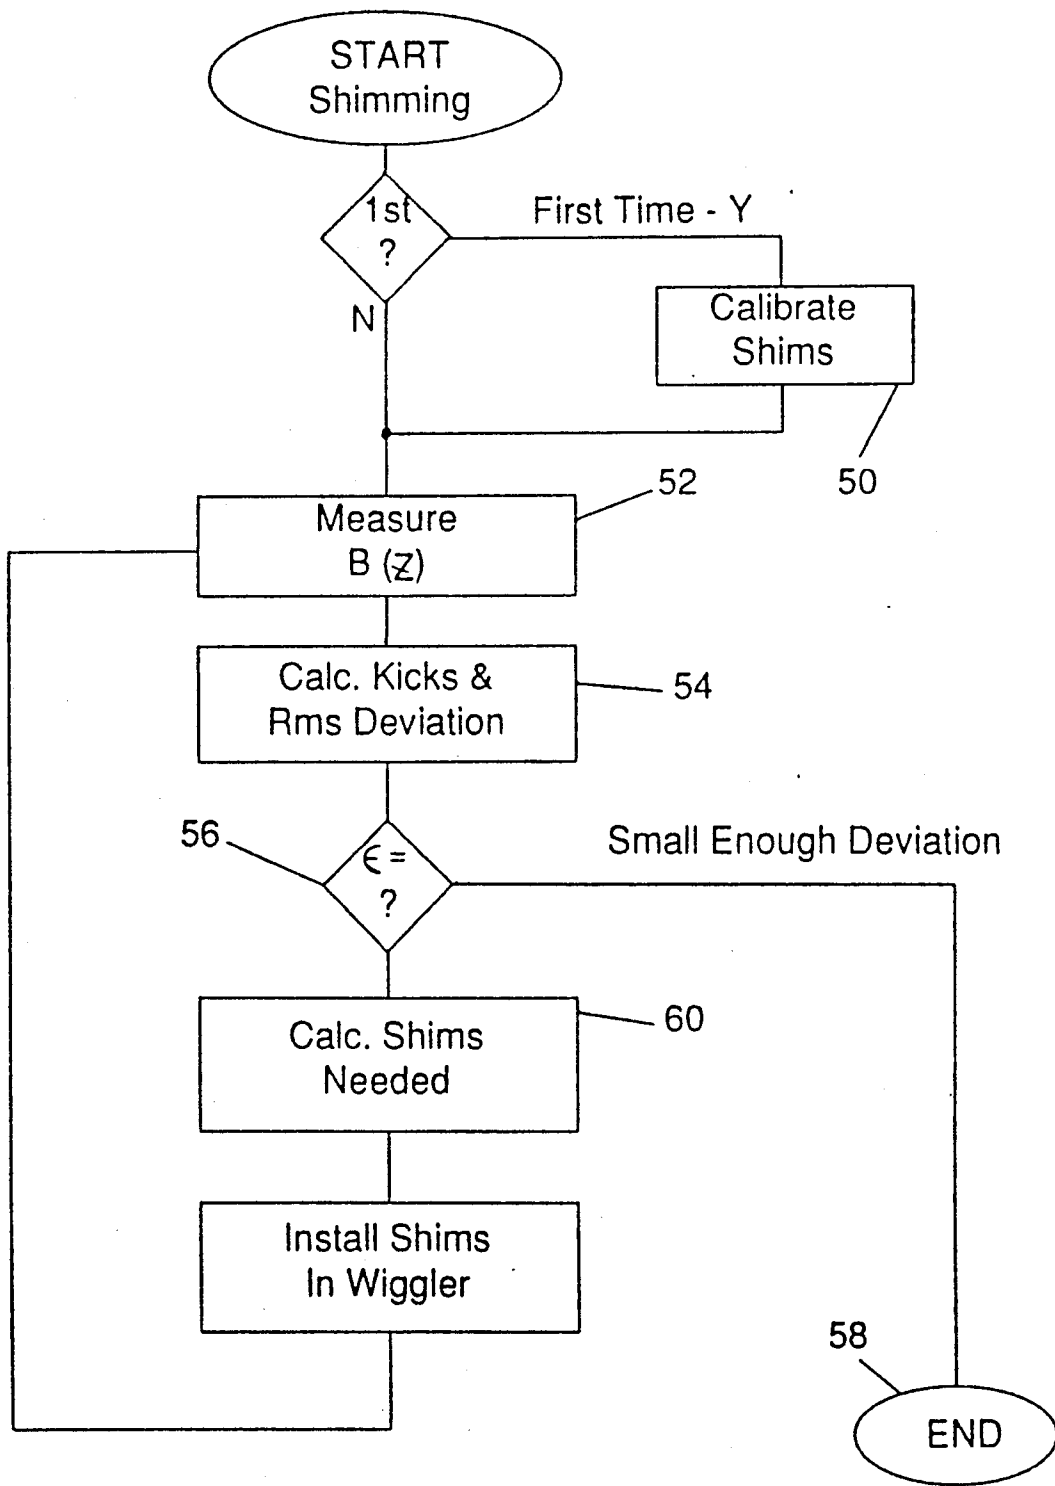 START
Shimming
1st
?
First Time - Y
N
Calibrate
Shims
50
52
Measure
B (Z)
Calc. Kicks &
Rms Deviation
54
56
ϵ =
?
Small Enough Deviation
Calc. Shims
Needed
60
Install Shims
In Wiggler
58
END